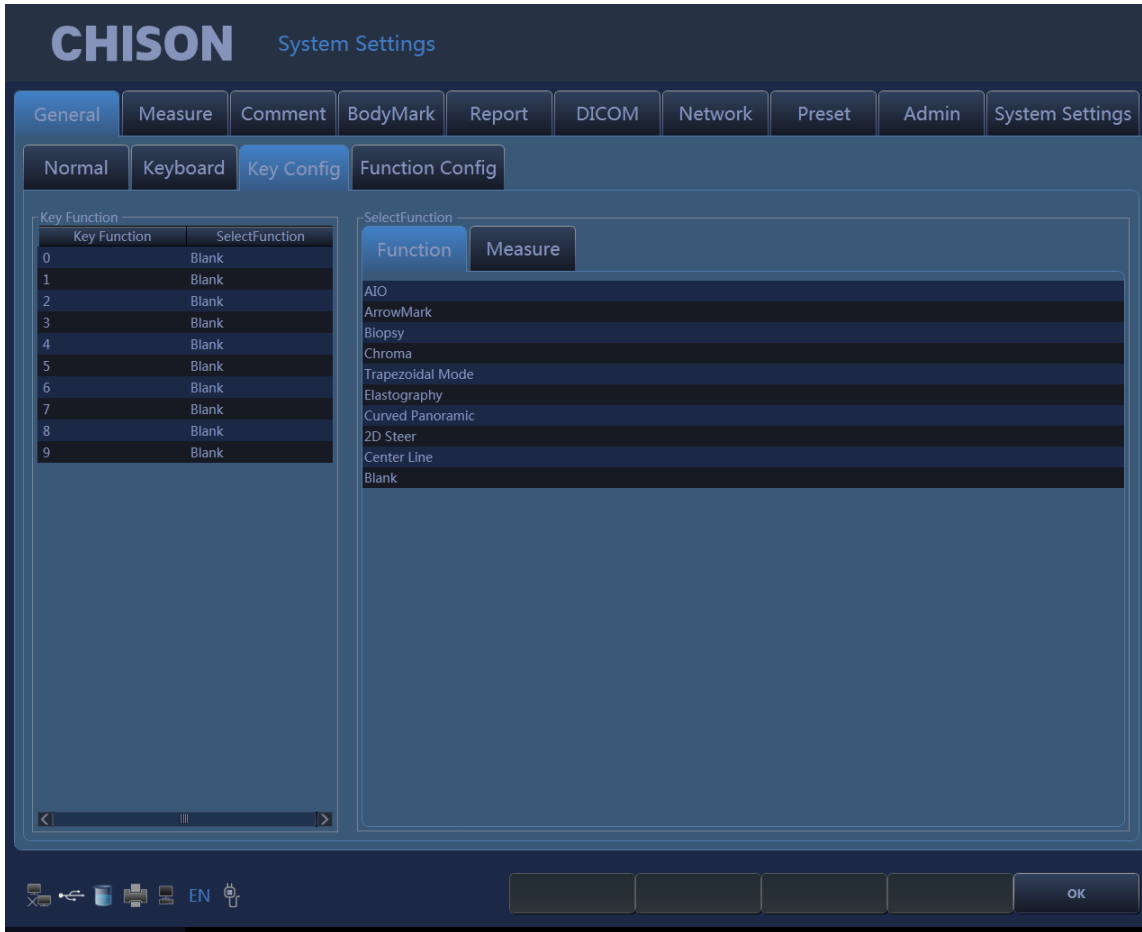 CHISON System Settings
General Measure Comment BodyMark Report DICOM Network Preset Admin System Settings
Normal Keyboard Key Config Function Config
Key Function
Key Function SelectFunction
0 Blank
1 Blank
2 Blank
3 Blank
4 Blank
5 Blank
6 Blank
7 Blank
8 Blank
9 Blank
SelectFunction
Function Measure
AIO
ArrowMark
Biopsy
Chroma
Trapezoidal Mode
Elastography
Curved Panoramic
2D Steer
Center Line
Blank
EN
OK